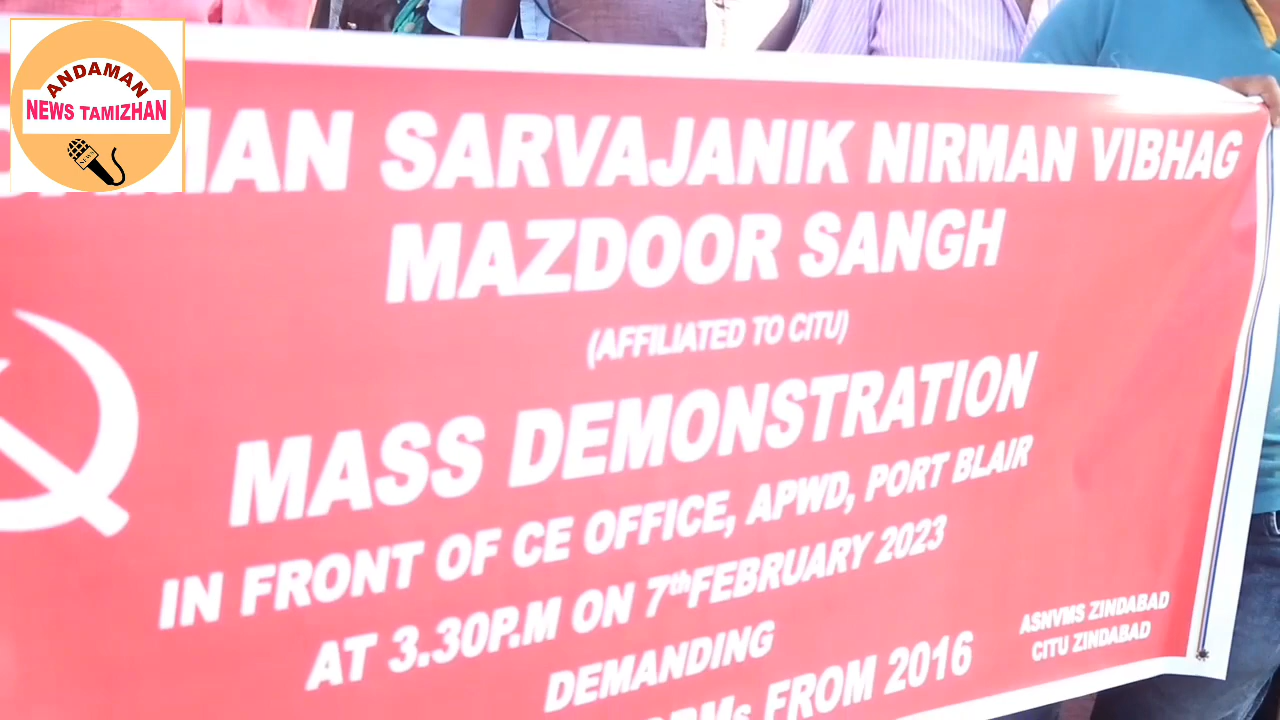 ANDAMAN
NEWS TAMIZHAN
NEWS
SARVAJANIK NIRMAN VIBHAG
MAZDOOR SANGH
(AFFILIATED TO CITU)
MASS DEMONSTRATION
IN FRONT OF CE OFFICE, APWD, PORT BLAIR
AT 3.30P.M ON 7thFEBRUARY 2023
DEMANDING
FROM 2016
ASNVMS ZINDABAD
CITU ZINDABAD